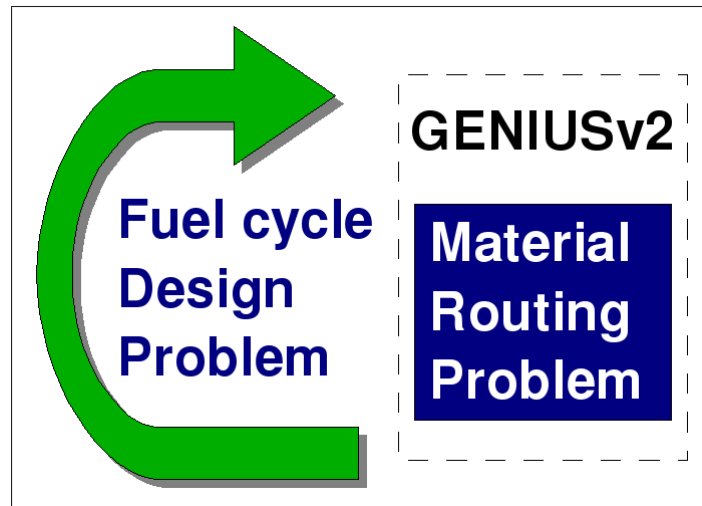 Fuel cycle
Design
Problem
GENIUSv2
Material
Routing
Problem